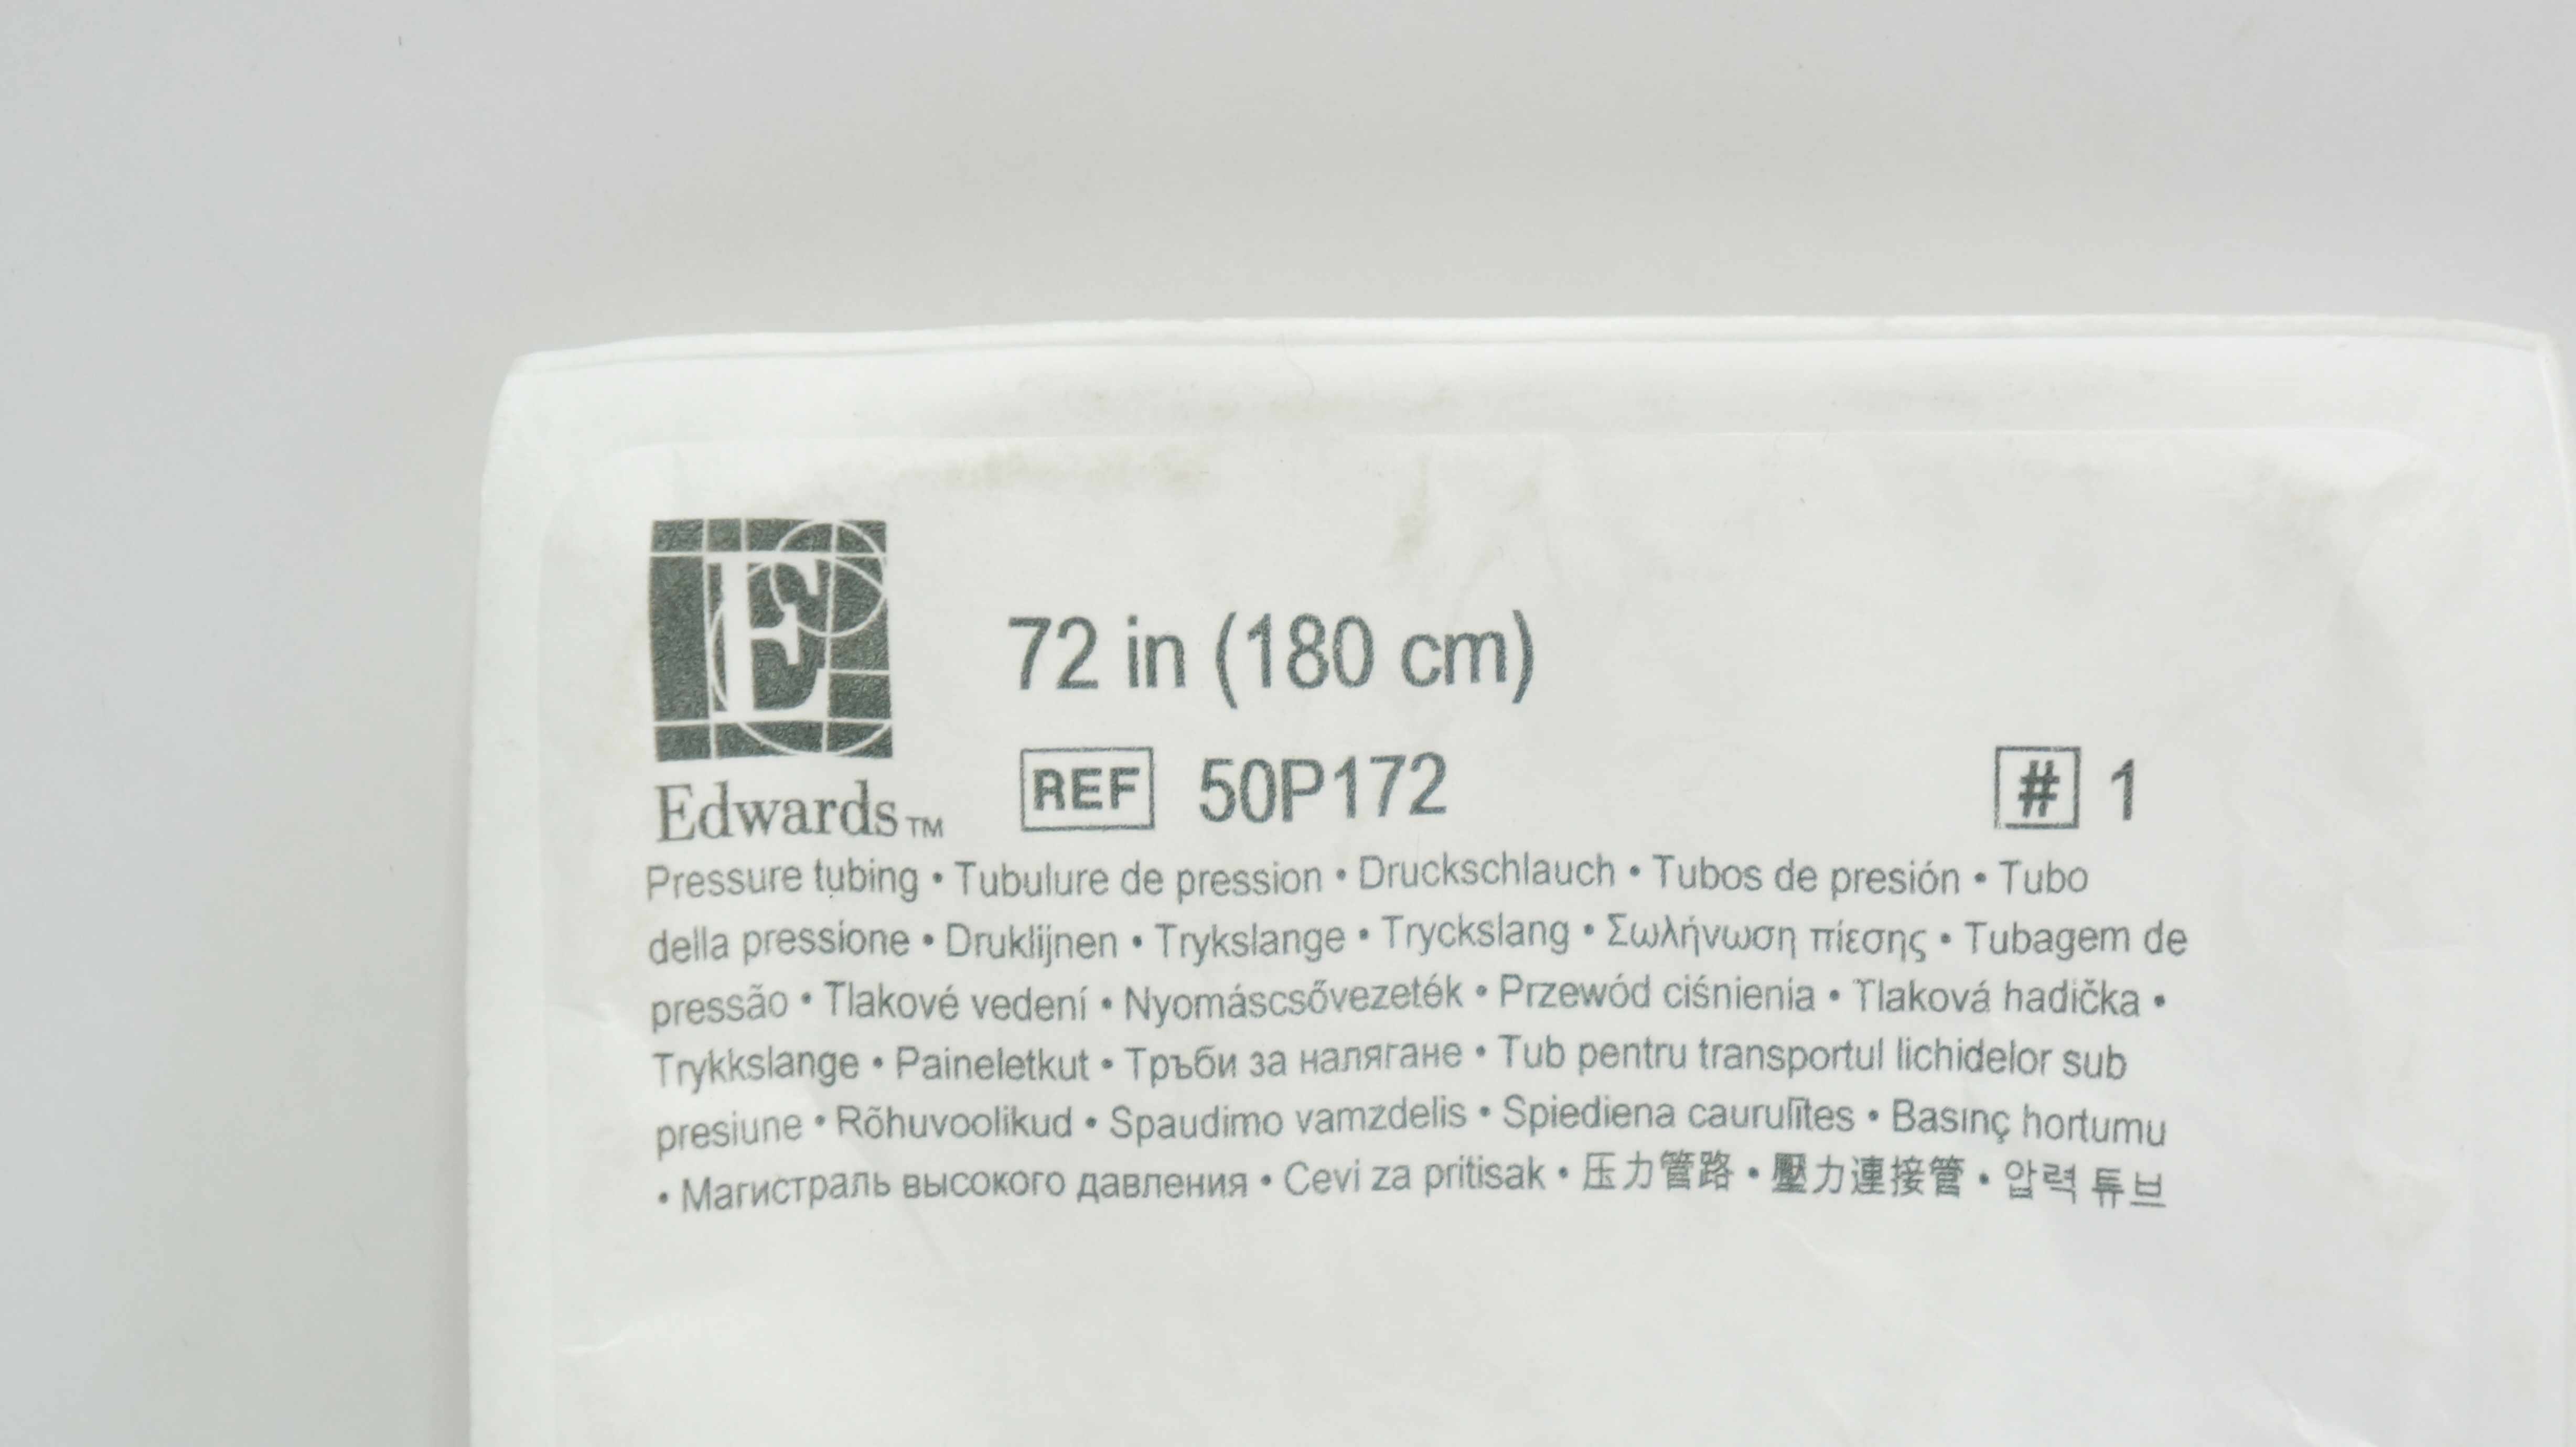 E
72 in (180 cm)
Edwards™ REF 50P172 # 1
Pressure tubing • Tubulure de pression • Druckschlauch • Tubos de presión • Tubo
della pressione • Druklijnen • Trykslange • Tryckslang • Σωλήνωση πίεσης • Tubagem de
pressão • Tlakové vedení • Nyomáscsővezeték • Przewód ciśnienia • Tlaková hadička •
Trykkslange • Paineletkut • Тръби за налягане • Tub pentru transportul lichidelor sub
presiune • Rõhuvoolikud • Spaudimo vamzdelis • Spiediena caurulītes • Basınç hortumu
• Магистраль высокого давления • Cevi za pritisak • 压力管路 • 壓力連接管 • 압력 튜브